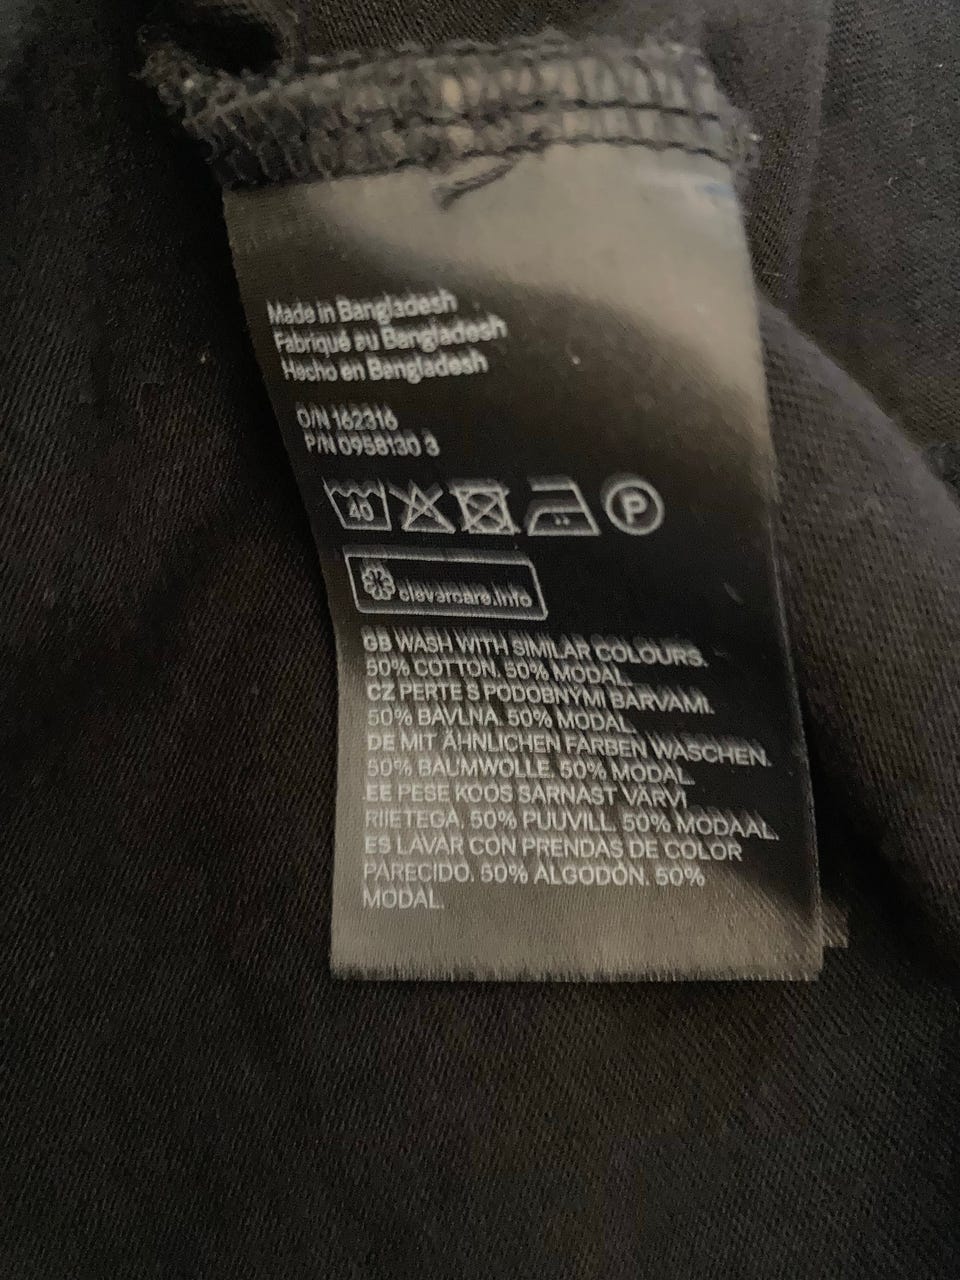 Made in Bangladesh
Fabriqué au Bangladesh
Hecho en Bangladesh
O/N 162316
P/N 0958130 3
40
P
clevercare.info
GB WASH WITH SIMILAR COLOURS.
50% COTTON. 50% MODAL.
CZ PERTE S PODOBNÝMI BARVAMI.
50% BAVLNA. 50% MODAL.
DE MIT ÄHNLICHEN FARBEN WASCHEN.
50% BAUMWOLLE. 50% MODAL.
EE PESE KOOS SARNAST VÄRVI
RIIETEGA. 50% PUUVILL. 50% MODAAL.
ES LAVAR CON PRENDAS DE COLOR
PARECIDO. 50% ALGODÓN. 50%
MODAL.